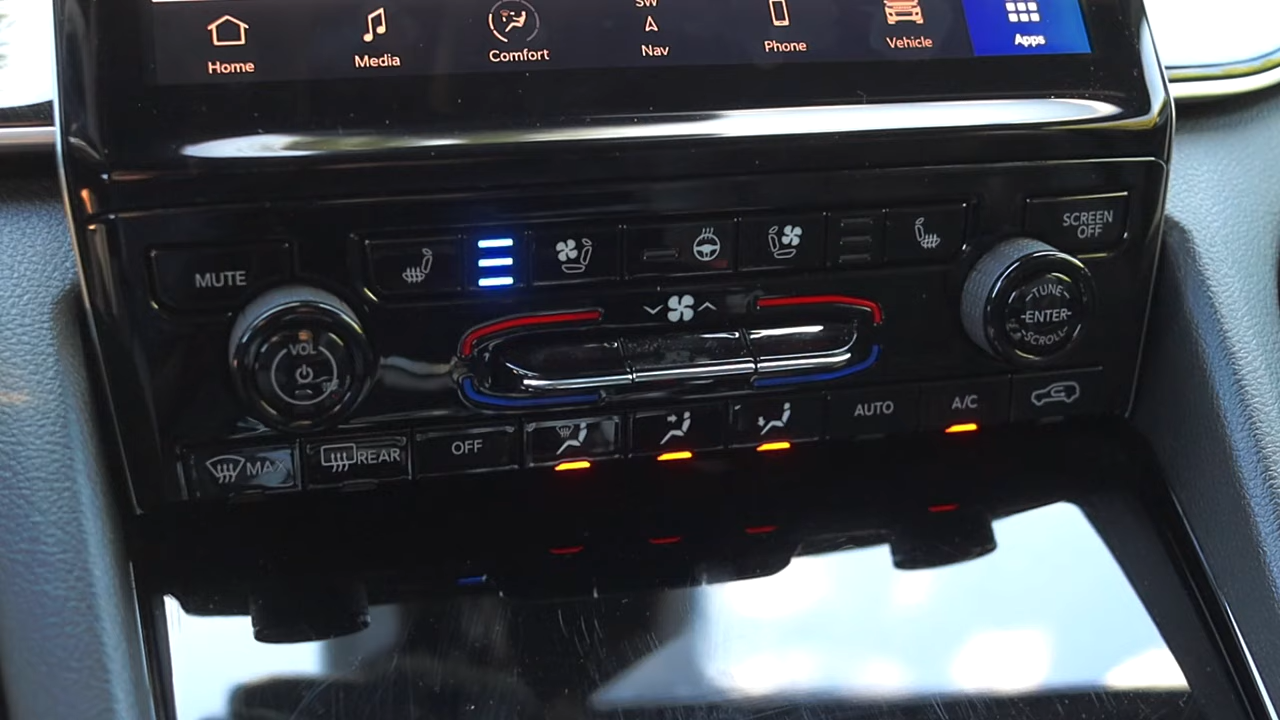 SW
Home
Media
Comfort
Nav
Phone
Vehicle
Apps
MUTE
SCREEN
OFF
VOL
TUNE
ENTER
SCROLL
MAX
REAR
OFF
AUTO
A/C